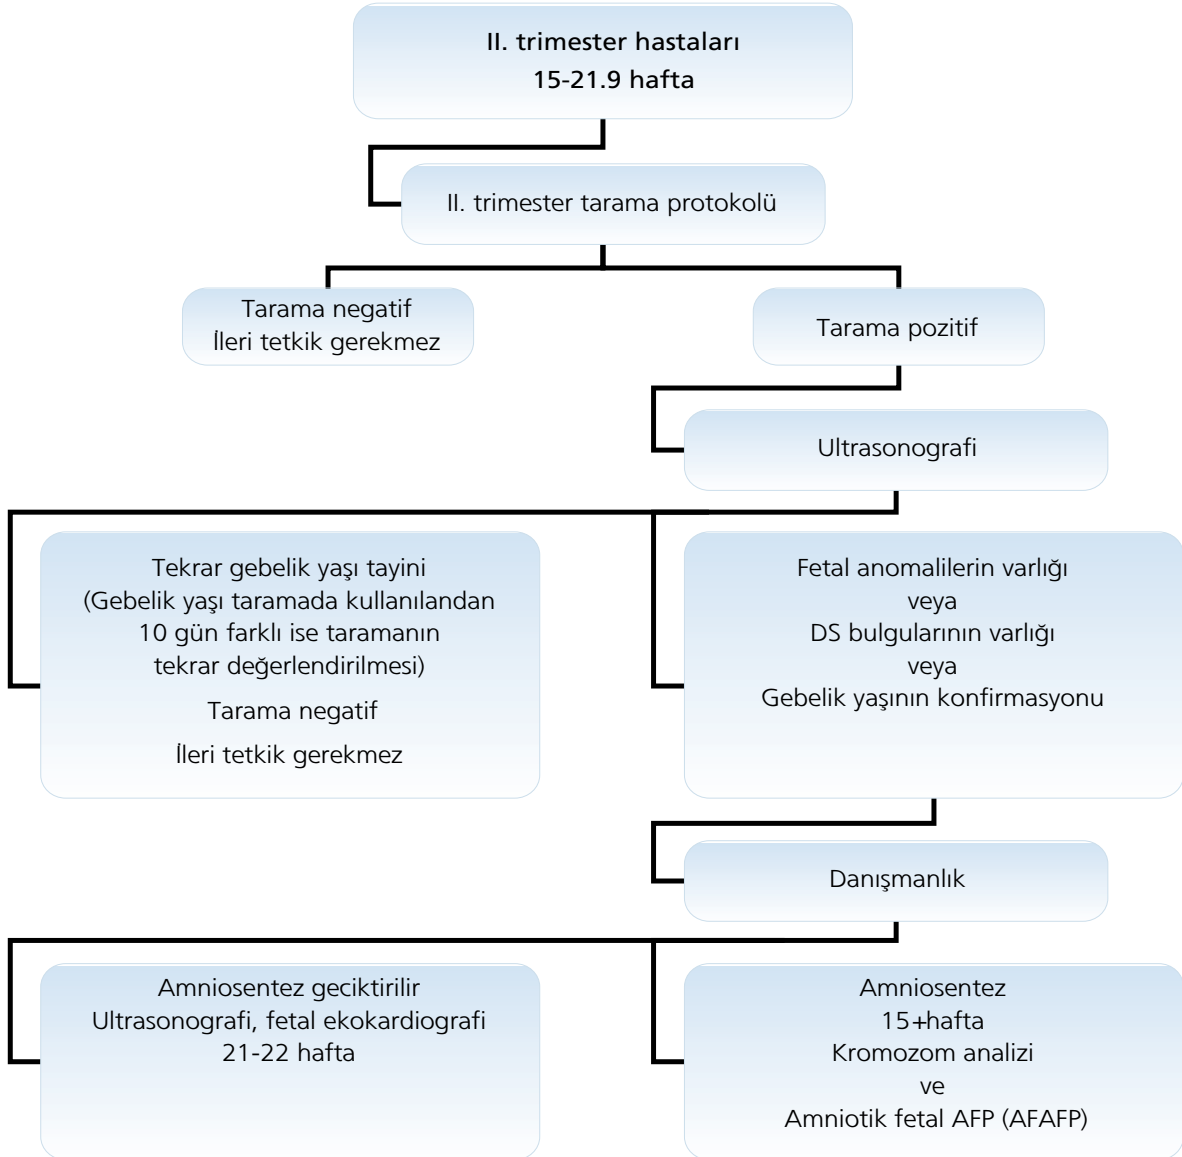 II. trimester hastaları
15-21.9 hafta
II. trimester tarama protokolü
Tarama negatif
İleri tetkik gerekmez
Tarama pozitif
Ultrasonografi
Tekrar gebelik yaşı tayini
(Gebelik yaşı taramada kullanılandan
10 gün farklı ise taramanın
tekrar değerlendirilmesi)
Tarama negatif
İleri tetkik gerekmez
Fetal anomalilerin varlığı
veya
DS bulgularının varlığı
veya
Gebelik yaşının konfirmasyonu
Danışmanlık
Amniosentez geciktirilir
Ultrasonografi, fetal ekokardiografi
21-22 hafta
Amniosentez
15+hafta
Kromozom analizi
ve
Amniotik fetal AFP (AFAFP)